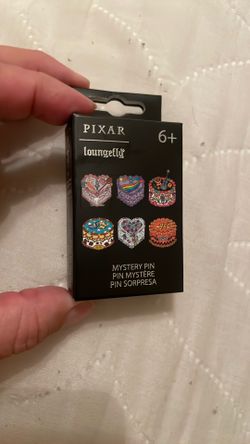 PIXAR
6+
Loungefly
MYSTERY PIN
PIN MYSTÈRE
PIN SORPRESA